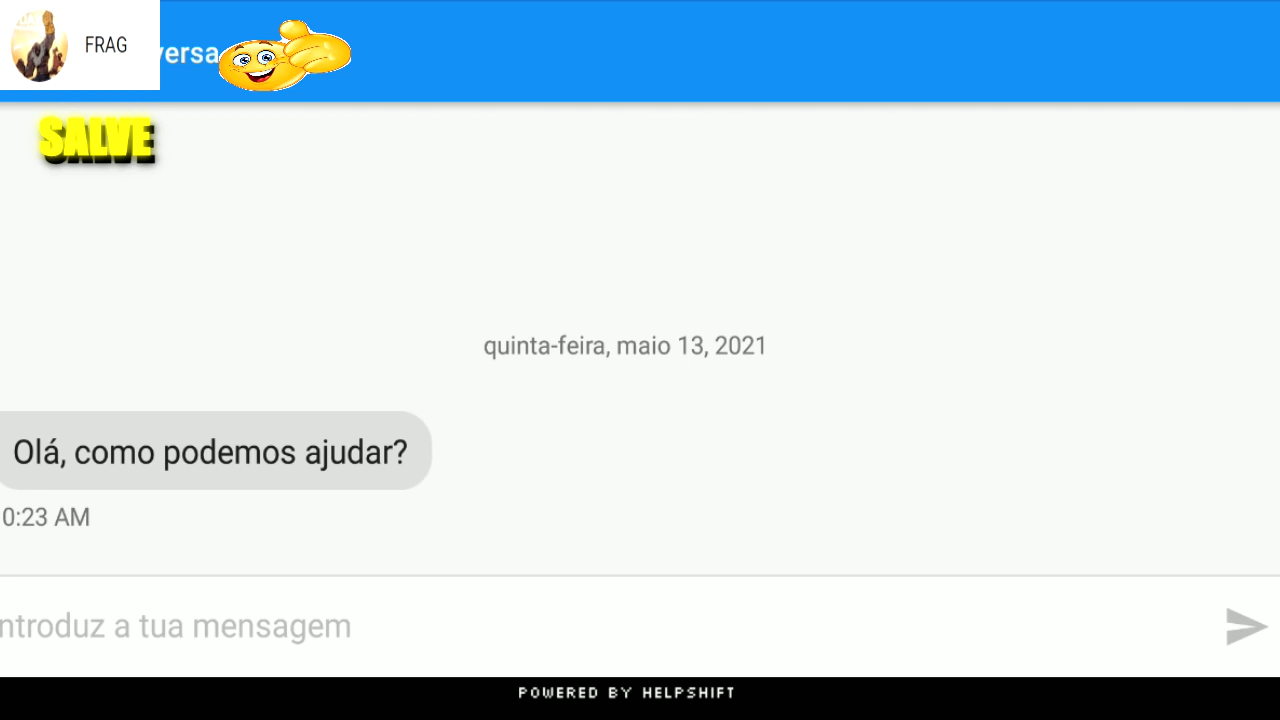 FRAG
versa
SALVE
quinta-feira, maio 13, 2021
Olá, como podemos ajudar?
0:23 AM
ntroduz a tua mensagem
POWERED BY HELPSHIFT